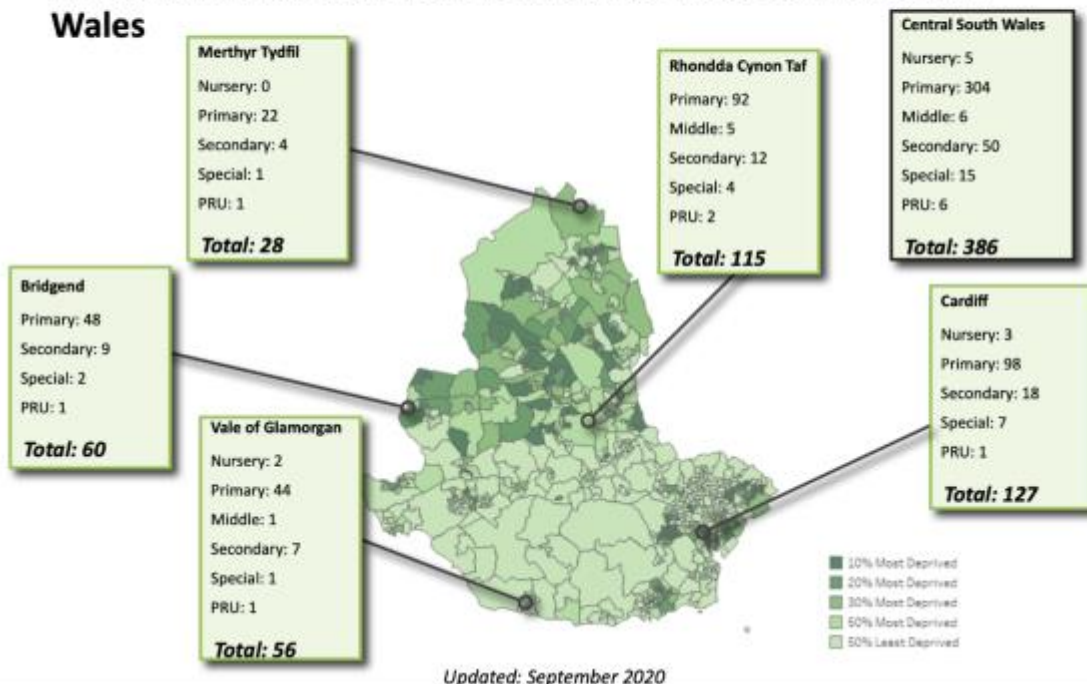 Wales
Merthyr Tydfil
Nursery: 0
Primary: 22
Secondary: 4
Special: 1
PRU: 1
Total: 28
Rhondda Cynon Taf
Primary: 92
Middle: 5
Secondary: 12
Special: 4
PRU: 2
Total: 115
Central South Wales
Nursery: 5
Primary: 304
Middle: 6
Secondary: 50
Special: 15
PRU: 6
Total: 386
Bridgend
Primary: 48
Secondary: 9
Special: 2
PRU: 1
Total: 60
Vale of Glamorgan
Nursery: 2
Primary: 44
Middle: 1
Secondary: 7
Special: 1
PRU: 1
Total: 56
Cardiff
Nursery: 3
Primary: 98
Secondary: 18
Special: 7
PRU: 1
Total: 127
10% Most Deprived
20% Most Deprived
30% Most Deprived
50% Most Deprived
50% Least Deprived
Updated: September 2020